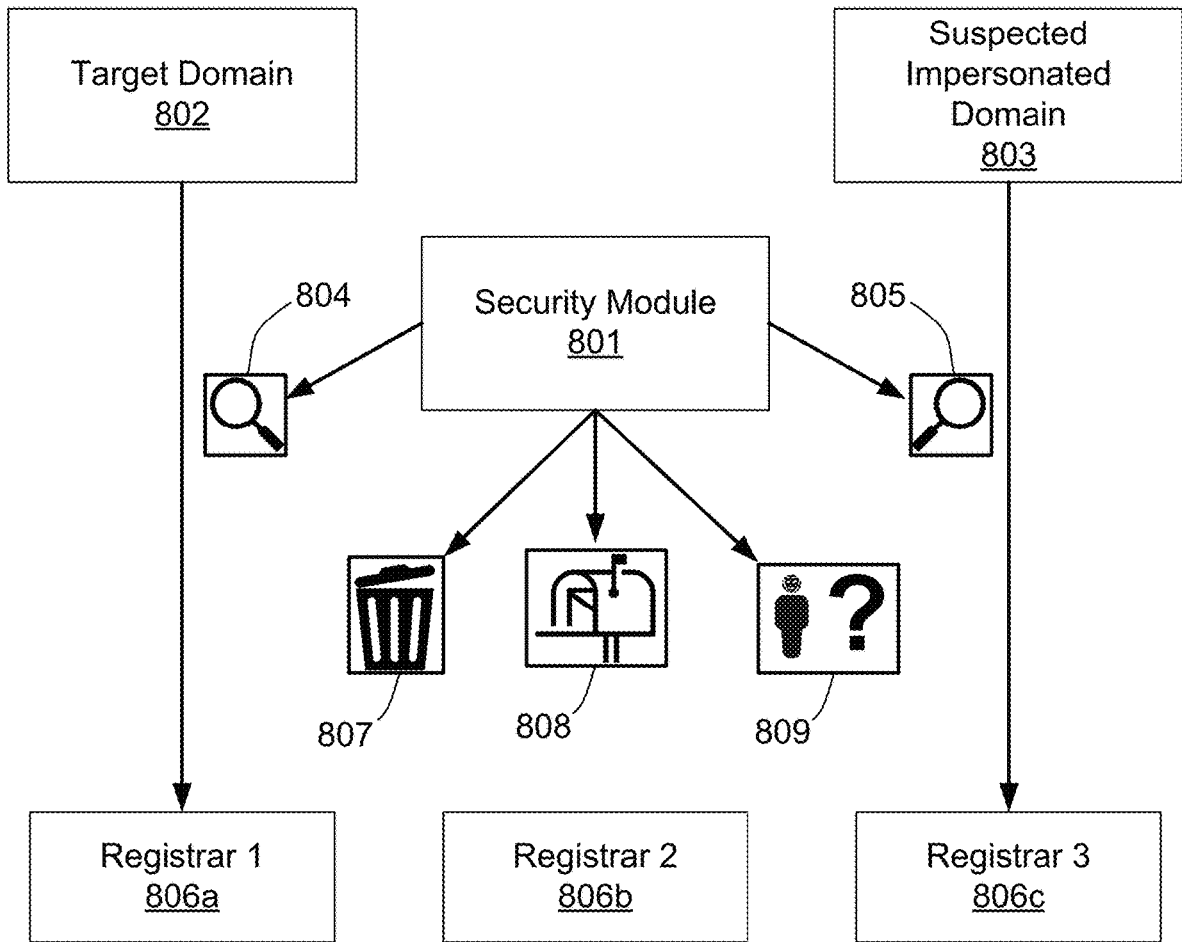 Target Domain
802
Suspected
Impersonated
Domain
803
Security Module
801
804
805
?
807
808
809
Registrar 1
806a
Registrar 2
806b
Registrar 3
806c